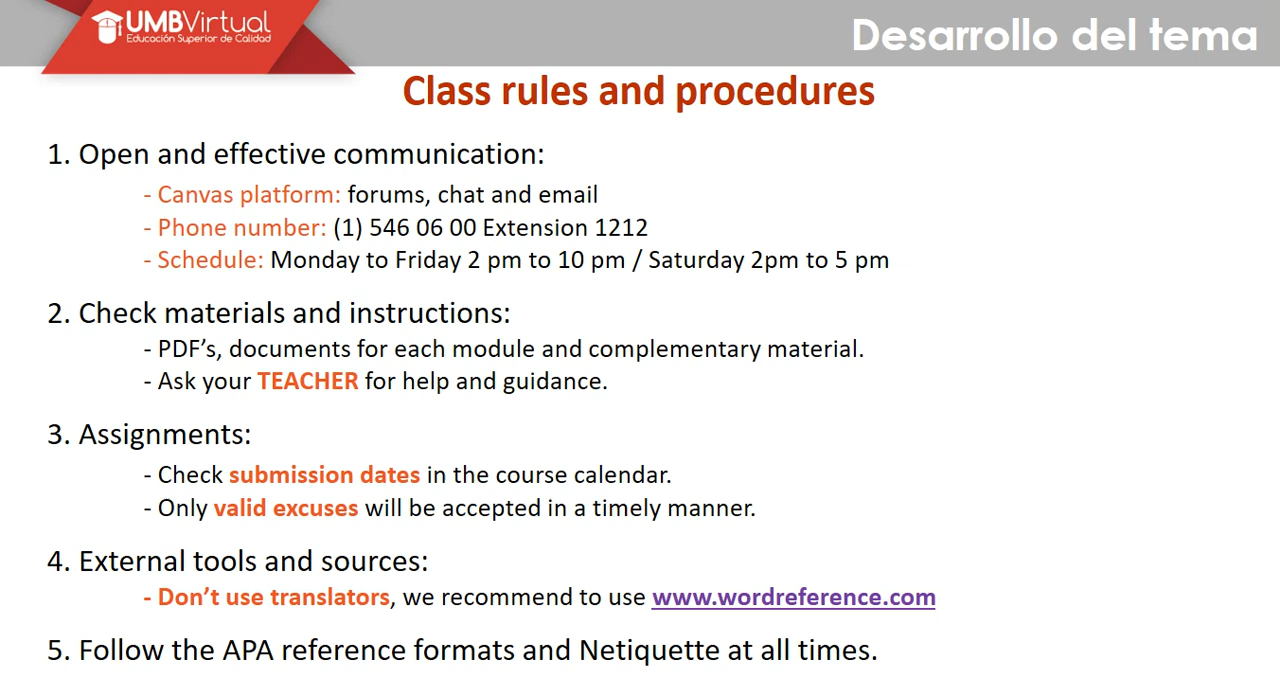 UMBVirtual
Educación Superior de Calidad
Desarrollo del tema
Class rules and procedures
1. Open and effective communication:
- Canvas platform: forums, chat and email
- Phone number: (1) 546 06 00 Extension 1212
- Schedule: Monday to Friday 2 pm to 10 pm / Saturday 2pm to 5 pm
2. Check materials and instructions:
- PDF’s, documents for each module and complementary material.
- Ask your TEACHER for help and guidance.
3. Assignments:
- Check submission dates in the course calendar.
- Only valid excuses will be accepted in a timely manner.
4. External tools and sources:
- Don’t use translators, we recommend to use www.wordreference.com
5. Follow the APA reference formats and Netiquette at all times.